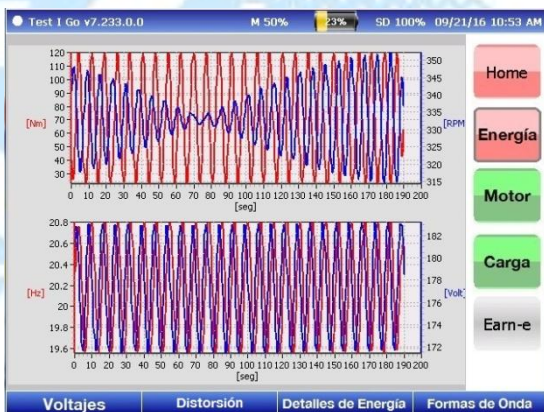 Test I Go v7.233.0.0 M 50% 23% SD 100% 09/21/16 10:53 AM
120
110
100
90
80
70
60
50
40
30
[Nm]
350
345
340
335
330
325
320
315
[RPM
0 10 20 30 40 50 60 70 80 90 100 110 120 130 140 150 160 170 180 190 200
[seg]
20.8
20.6
20.4
20.2
20
19.8
19.6
[Hz]
182
180
178
176
174
172
[Volt]
0 10 20 30 40 50 60 70 80 90 100 110 120 130 140 150 160 170 180 190 200
[seg]
Home
Energía
Motor
Carga
Earn-e
Voltajes Distorsión Detalles de Energía Formas de Onda